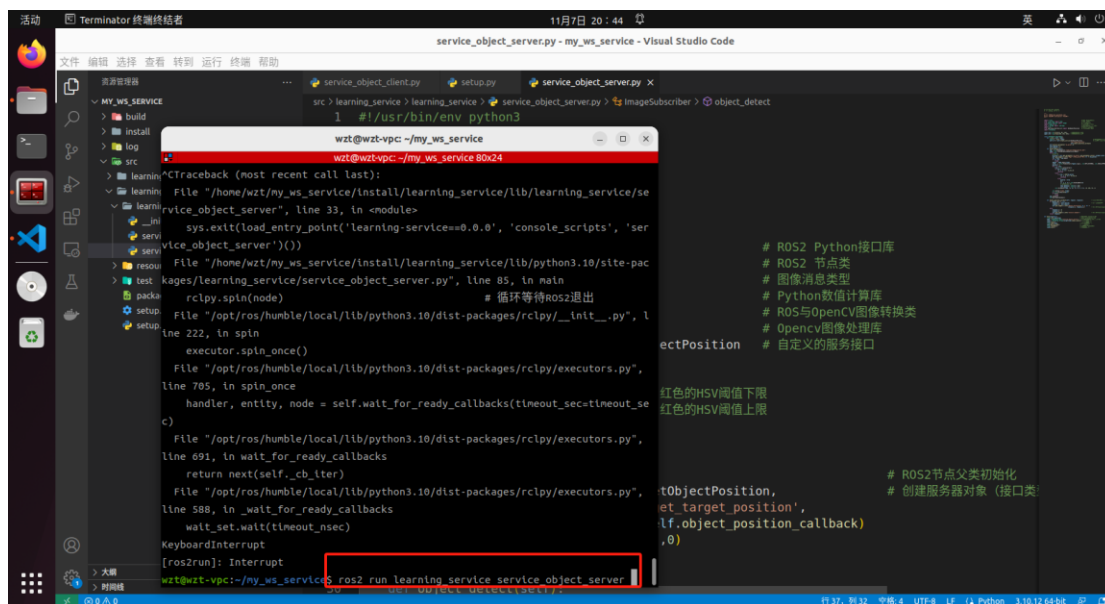 活动
Terminator 终端终结者
11月7日 20：44
英
service_object_server.py - my_ws_service - Visual Studio Code
文件 编辑 选择 查看 转到 运行 终端 帮助
资源管理器
service_object_client.py
setup.py
service_object_server.py
MY_WS_SERVICE
src > learning_service > learning_service > service_object_server.py > ImageSubscriber > object_detect
build
1 #!/usr/bin/env python3
install
log
src
wzt@wzt-vpc: ~/my_ws_service
wzt@wzt-vpc: ~/my_ws_service 80x24
^CTraceback (most recent call last):
File "/home/wzt/my_ws_service/install/learning_service/lib/learning_service/se
rvice_object_server", line 33, in <module>
sys.exit(load_entry_point('learning-service==0.0.0', 'console_scripts', 'ser
vice_object_server')())
File "/home/wzt/my_ws_service/install/learning_service/lib/python3.10/site-pac
kages/learning_service/service_object_server.py", line 85, in main
rclpy.spin(node) # 循环等待ROS2退出
File "/opt/ros/humble/local/lib/python3.10/dist-packages/rclpy/__init__.py", l
ine 222, in spin
executor.spin_once()
File "/opt/ros/humble/local/lib/python3.10/dist-packages/rclpy/executors.py",
line 705, in spin_once
handler, entity, node = self.wait_for_ready_callbacks(timeout_sec=timeout_se
c)
File "/opt/ros/humble/local/lib/python3.10/dist-packages/rclpy/executors.py",
line 691, in wait_for_ready_callbacks
return next(self._cb_iter)
File "/opt/ros/humble/local/lib/python3.10/dist-packages/rclpy/executors.py",
line 588, in _wait_for_ready_callbacks
wait_set.wait(timeout_nsec)
KeyboardInterrupt
[ros2run]: Interrupt
wzt@wzt-vpc:~/my_ws_service$ ros2 run learning_service service_object_server
learnin
learning
learni
__ini
servi
servi
resou
test
packa
setup.
setup.
# ROS2 Python接口库
# ROS2 节点类
# 图像消息类型
# Python数值计算库
# ROS与OpenCV图像转换类
# Opencv图像处理库
ectPosition # 自定义的服务接口
红色的HSV阈值下限
红色的HSV阈值上限
# ROS2节点父类初始化
tObjectPosition, # 创建服务器对象（接口类
et_target_position',
lf.object_position_callback)
,0)
def object_detect(self):
大纲
时间线
0 0
行 37，列 32 空格: 4 UTF-8 LF Python 3.10.12 64-bit